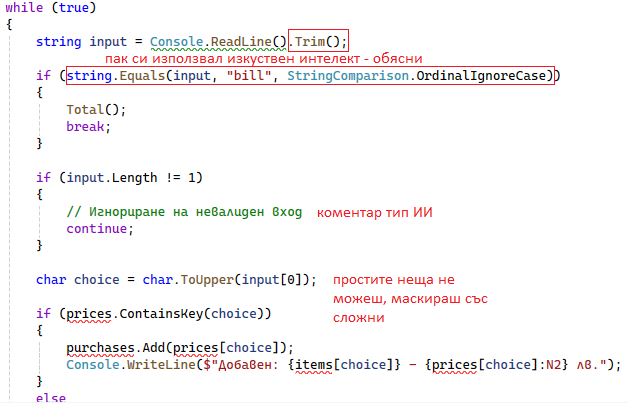 while (true)
{
string input = Console.ReadLine().Trim();
пак си използвал изкуствен интелект - обясни
if (string.Equals(input, "bill", StringComparison.OrdinalIgnoreCase))
{
Total();
break;
}
if (input.Length != 1)
{
// Игнориране на невалиден вход коментар тип ИИ
continue;
}
char choice = char.ToUpper(input[0]); простите неща не
можеш, маскираш със
if (prices.ContainsKey(choice)) сложни
{
purchases.Add(prices[choice]);
Console.WriteLine($"Добавен: {items[choice]} – {prices[choice]:N2} лв.");
}
else